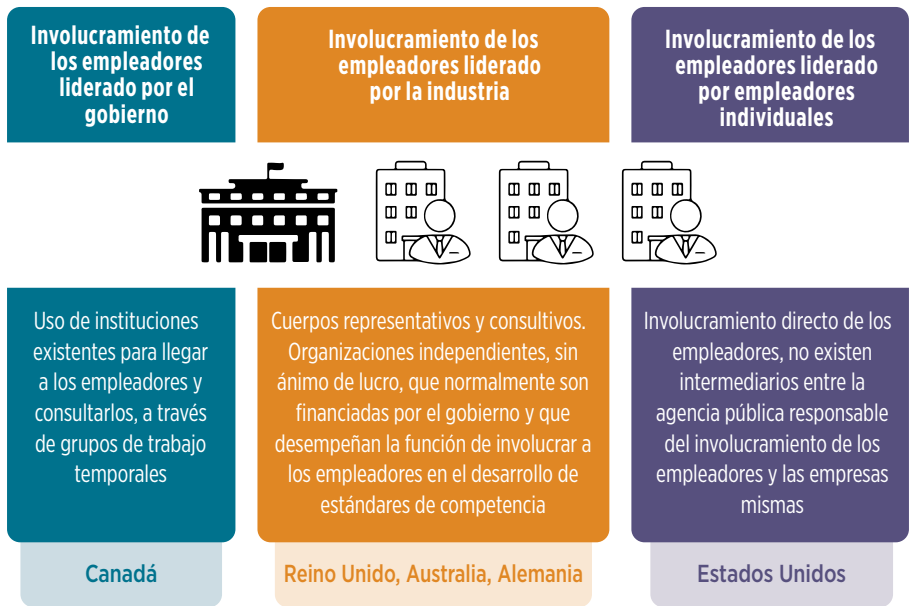 Involucramiento de
los empleadores
liderado por el
gobierno
Involucramiento de los
empleadores liderado
por la industria
Involucramiento de los
empleadores liderado
por empleadores
individuales
Uso de instituciones
existentes para llegar
a los empleadores y
consultarlos, a través
de grupos de trabajo
temporales
Cuerpos representativos y consultivos.
Organizaciones independientes, sin
ánimo de lucro, que normalmente son
financiadas por el gobierno y que
desempeñan la función de involucrar a
los empleadores en el desarrollo de
estándares de competencia
Involucramiento directo de los
empleadores, no existen
intermediarios entre la
agencia pública responsable
del involucramiento de los
empleadores y las empresas
mismas
Canadá
Reino Unido, Australia, Alemania
Estados Unidos